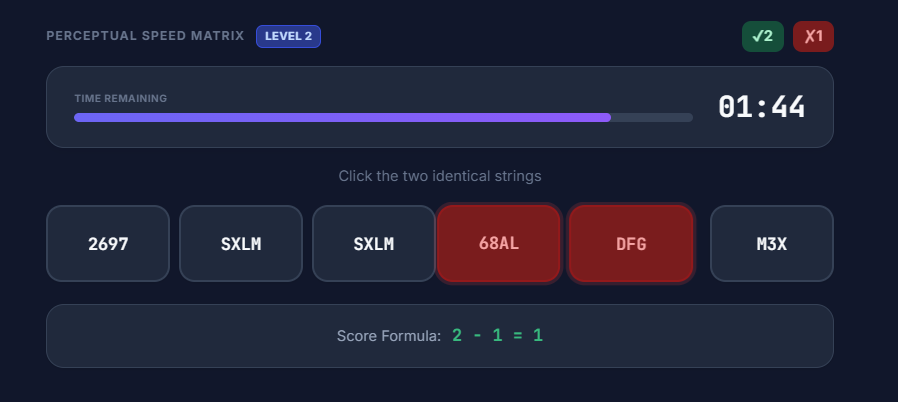 PERCEPTUAL SPEED MATRIX LEVEL 2 ✓2 ✗1
TIME REMAINING
01:44
Click the two identical strings
2697 SXLM SXLM 68AL DFG M3X
Score Formula: 2 - 1 = 1